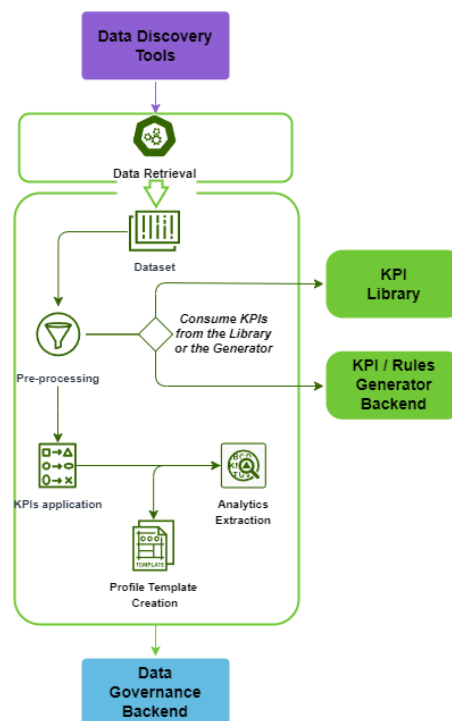 Data Discovery
Tools
Data Retrieval
Dataset
KPI
Library
Consume KPIs
from the Library
or the Generator
Pre-processing
KPI / Rules
Generator
Backend
KPIs application
Analytics
Extraction
TEMPLATE
Profile Template
Creation
Data
Governance
Backend